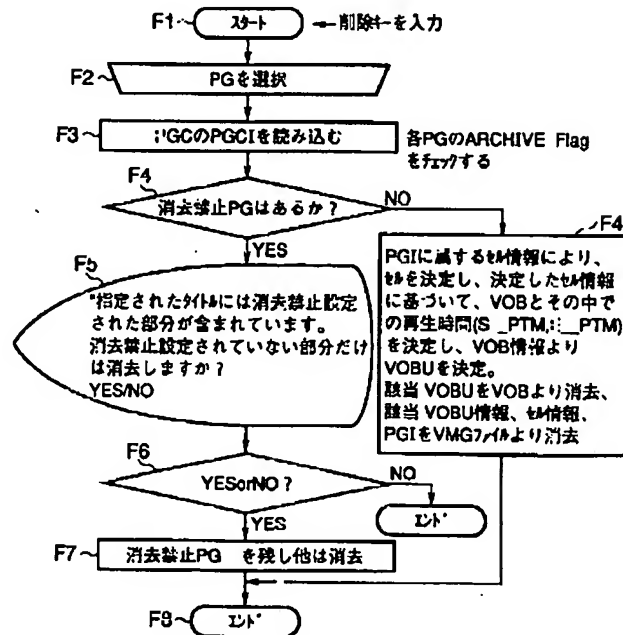 F1
スタート
←削除キーを入力
F2
PGを選択
F3
PGCIを読み込む
各PGのARCHIVE Flag
をチェックする
F4
消去禁止PGはあるか?
NO
YES
F4
F5
"指定されたタイトルには消去禁止設定
された部分が含まれています。
消去禁止設定されていない部分だけ
は消去しますか?
YES/NO
PGIに属するセル情報により、
セルを決定し、決定したセル情報
に基づいて、VOBとその中で
の再生時間(S_PTM,
を決定し、VOB情報より
VOBUを決定。
該当VOBUをVOBより消去、
該当VOBU情報、セル情報、
PGIをVMGファイルより消去
F6
YESorNO?
NO
エンド
YES
F7
消去禁止PG を残し他は消去
F8
エンド